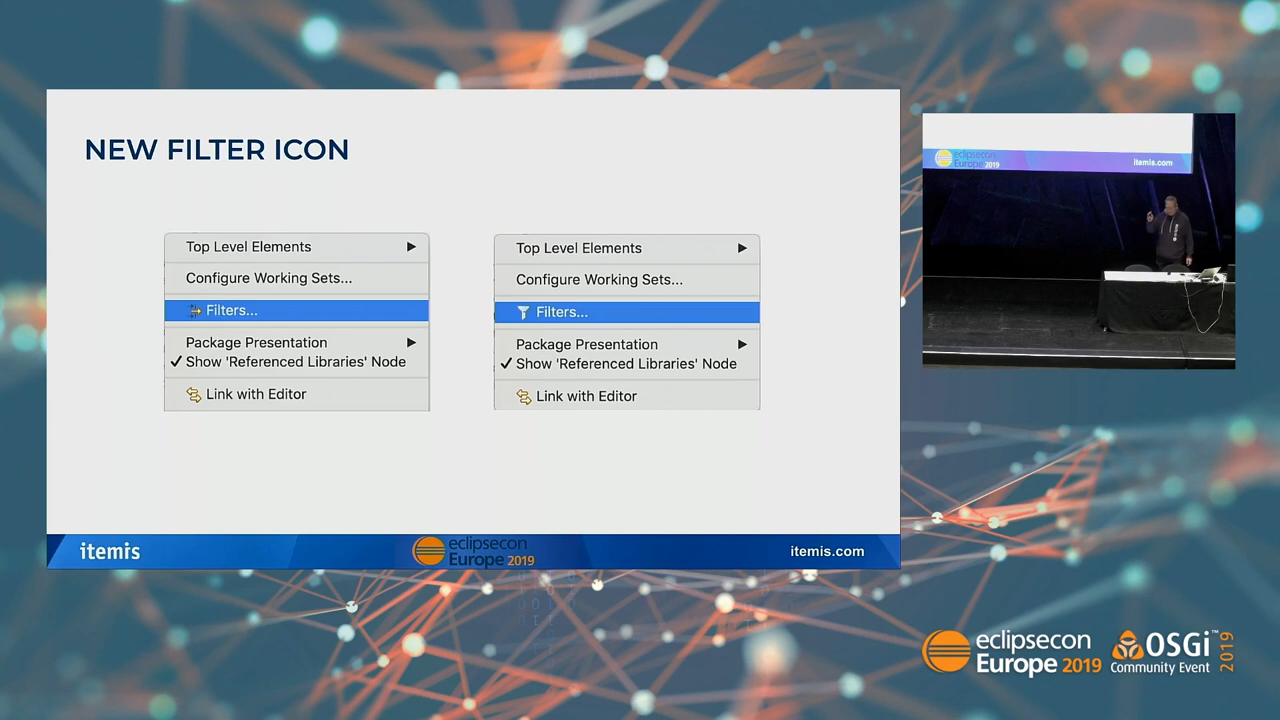 NEW FILTER ICON
Top Level Elements
Configure Working Sets...
Filters...
Package Presentation
Show 'Referenced Libraries' Node
Link with Editor
Top Level Elements
Configure Working Sets...
Filters...
Package Presentation
Show 'Referenced Libraries' Node
Link with Editor
itemis
eclipsecon
Europe 2019
itemis.com
eclipsecon
Europe 2019
itemis.com
eclipsecon
Europe 2019
OSGi™
Community Event
2019